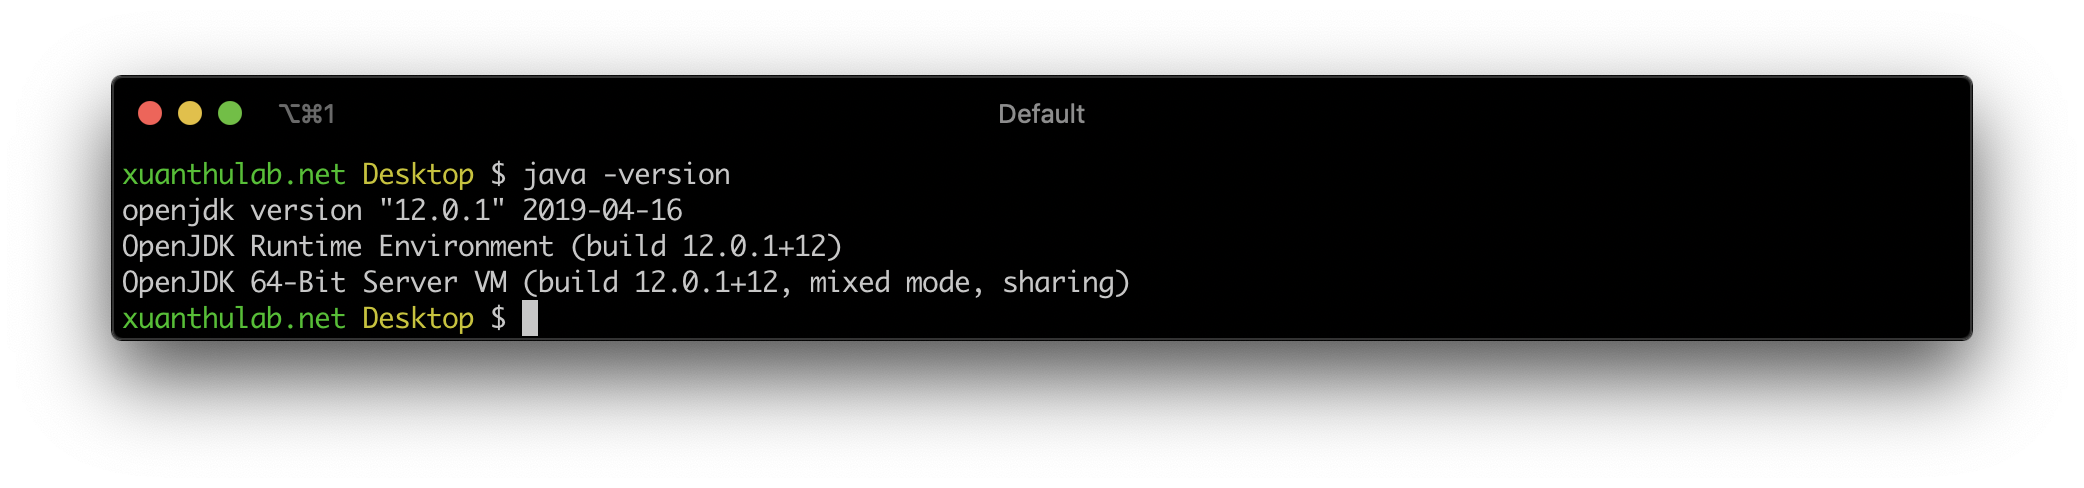 ⌥⌘1 Default
xuanthulab.net Desktop $ java -version
openjdk version "12.0.1" 2019-04-16
OpenJDK Runtime Environment (build 12.0.1+12)
OpenJDK 64-Bit Server VM (build 12.0.1+12, mixed mode, sharing)
xuanthulab.net Desktop $